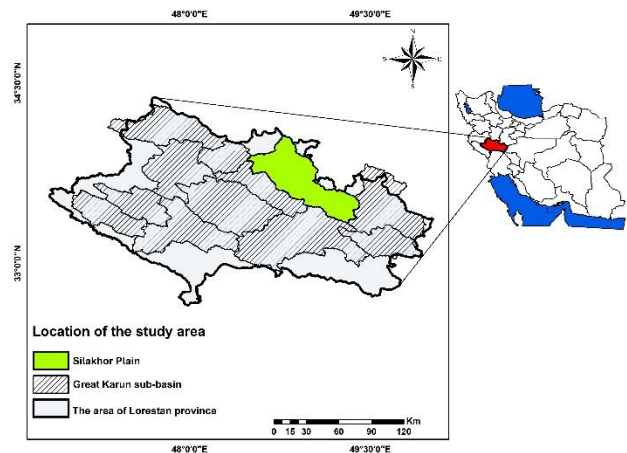 48°0'0"E 49°30'0"E
34°30'0"N
33°0'0"N
N
E
S
Location of the study area
Silakhor Plain
Great Karun sub-basin
The area of Lorestan province
Km
0 15 30 60 90 120
48°0'0"E 49°30'0"E